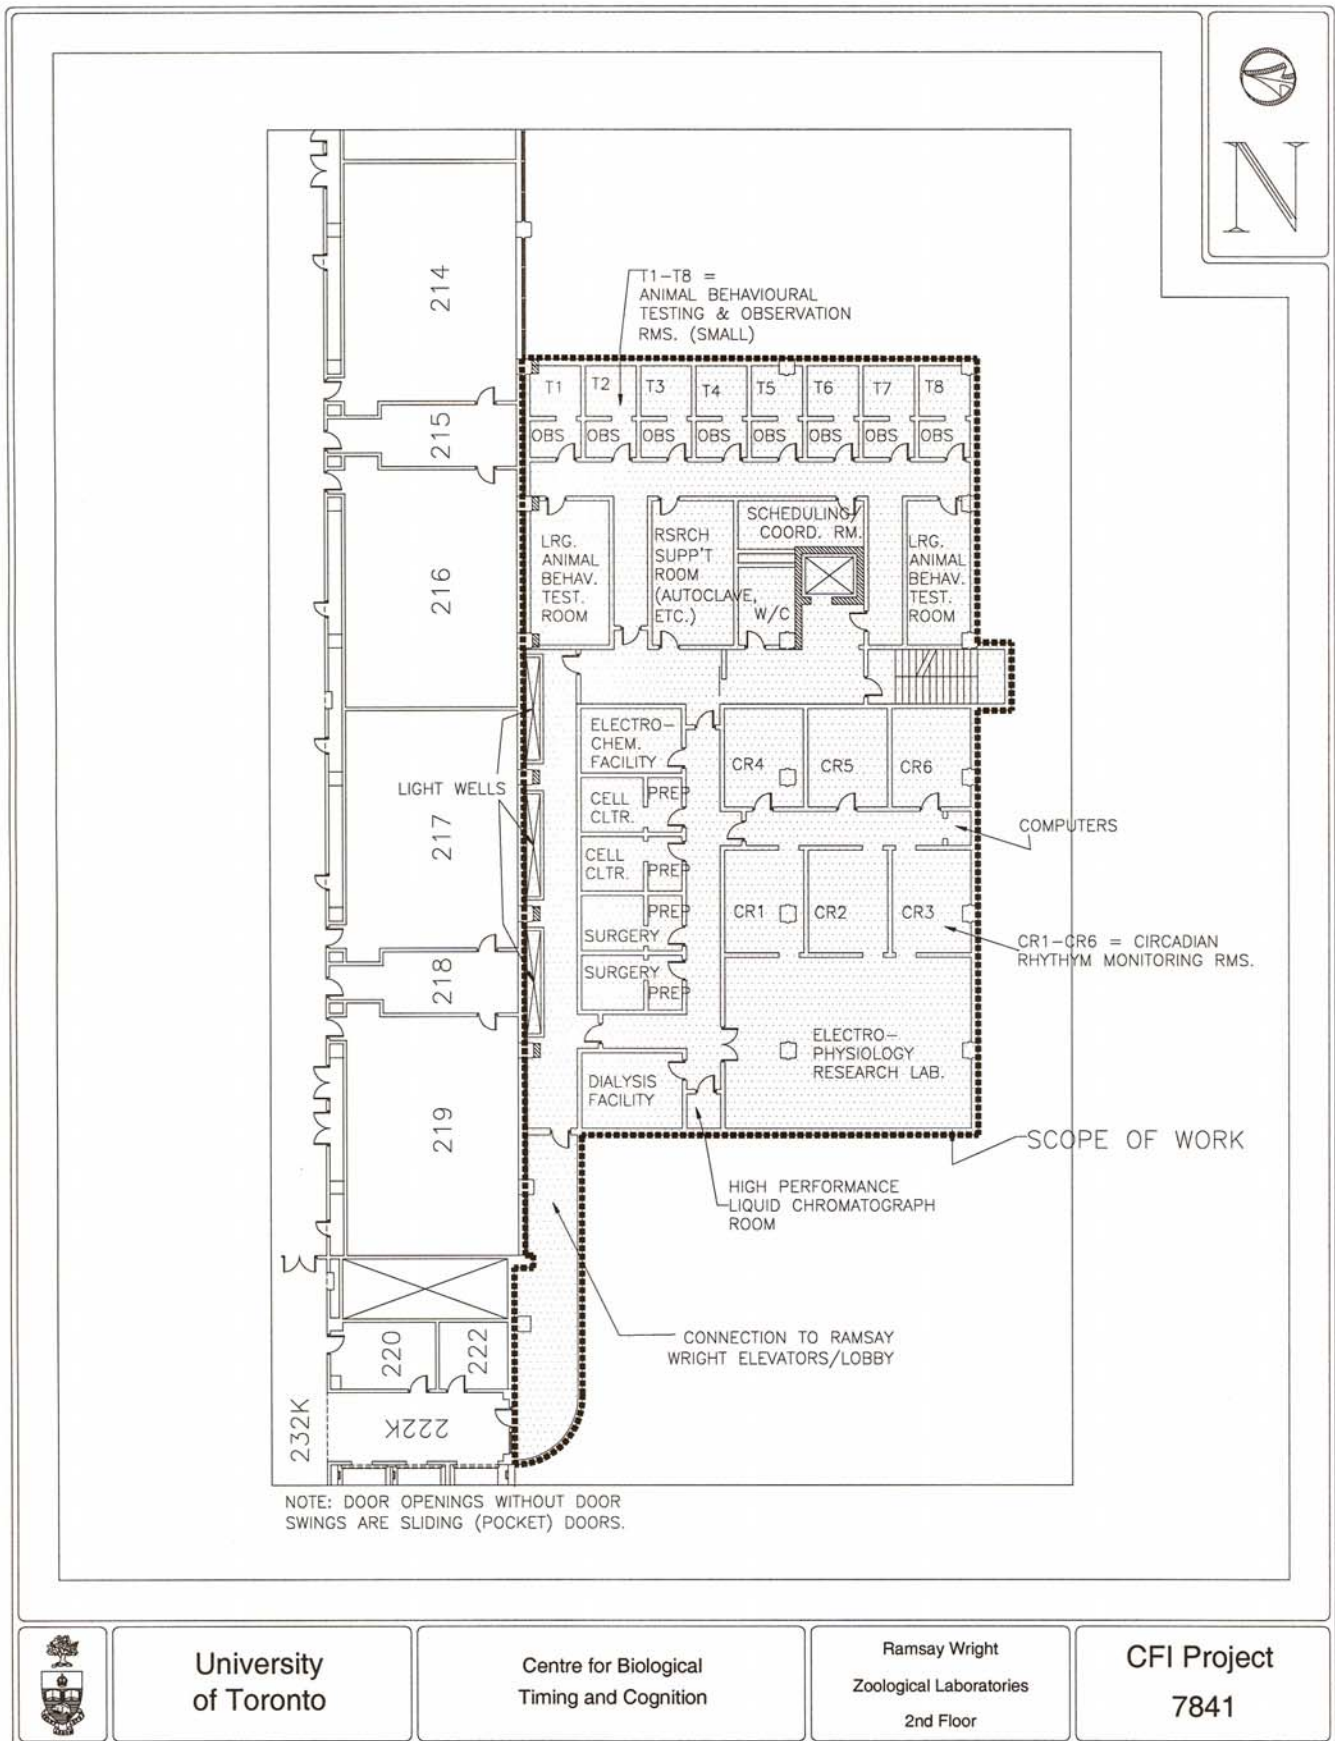 N
T1-T8 =
ANIMAL BEHAVIOURAL
TESTING & OBSERVATION
RMS. (SMALL)
214
215
216
217
218
219
220
222
222K
232K
T1
T2
T3
T4
T5
T6
T7
T8
OBS
OBS
OBS
OBS
OBS
OBS
OBS
OBS
LRG.
ANIMAL
BEHAV.
TEST.
ROOM
RSRCH
SUPP'T
ROOM
(AUTOCLAVE,
ETC.)
SCHEDULING/
COORD. RM.
W/C
LRG.
ANIMAL
BEHAV.
TEST.
ROOM
LIGHT WELLS
ELECTRO-
CHEM.
FACILITY
CELL
CLTR.
PREP
CELL
CLTR.
PREP
PREP
SURGERY
SURGERY
PREP
CR4
CR5
CR6
COMPUTERS
CR1
CR2
CR3
CR1-CR6 = CIRCADIAN
RHYTHYM MONITORING RMS.
ELECTRO-
PHYSIOLOGY
RESEARCH LAB.
DIALYSIS
FACILITY
SCOPE OF WORK
HIGH PERFORMANCE
LIQUID CHROMATOGRAPH
ROOM
CONNECTION TO RAMSAY
WRIGHT ELEVATORS/LOBBY
NOTE: DOOR OPENINGS WITHOUT DOOR
SWINGS ARE SLIDING (POCKET) DOORS.
University
of Toronto
Centre for Biological
Timing and Cognition
Ramsay Wright
Zoological Laboratories
2nd Floor
CFI Project
7841